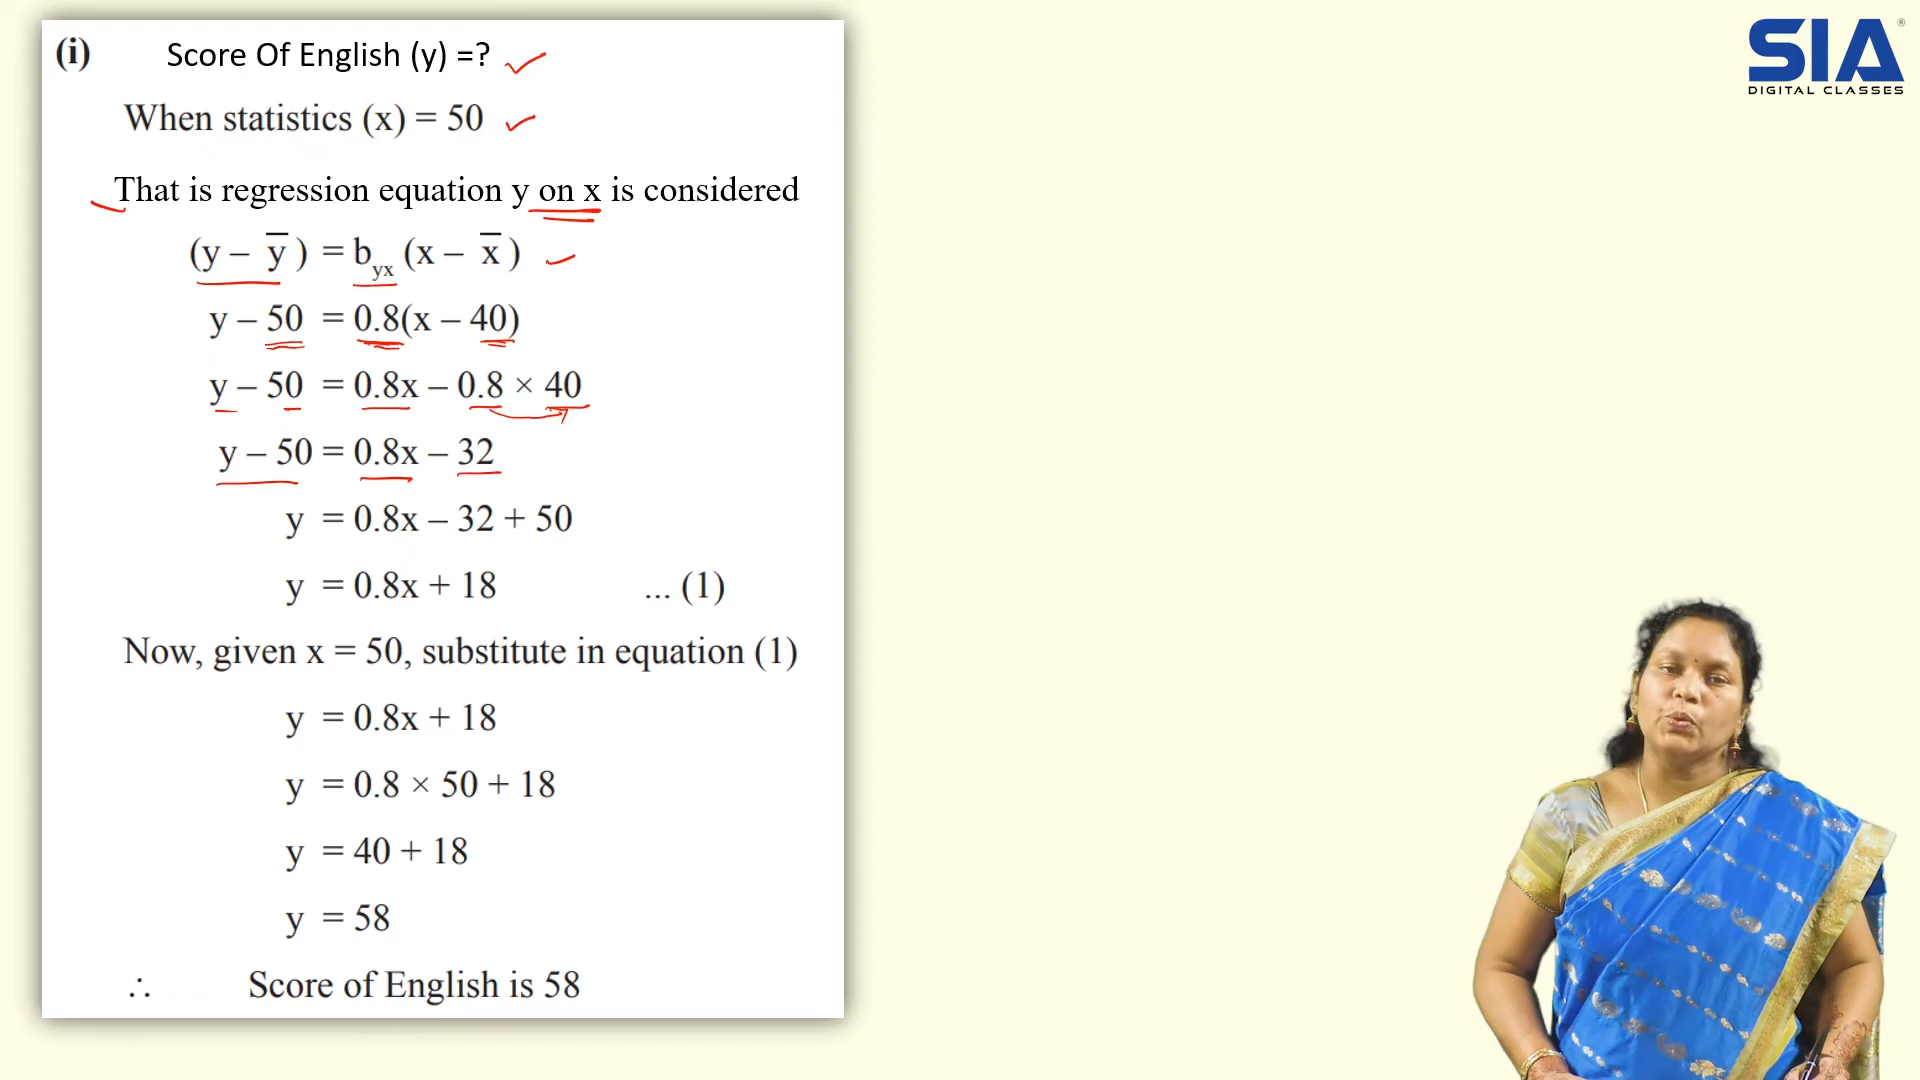 (i) Score Of English (y) =?
When statistics (x) = 50
That is regression equation y on x is considered
(y – y̅ ) = b_yx (x – x̅ )
y – 50 = 0.8(x – 40)
y – 50 = 0.8x – 0.8 × 40
y – 50 = 0.8x – 32
y = 0.8x – 32 + 50
y = 0.8x + 18 ... (1)
Now, given x = 50, substitute in equation (1)
y = 0.8x + 18
y = 0.8 × 50 + 18
y = 40 + 18
y = 58
∴ Score of English is 58
SIA®
DIGITAL CLASSES